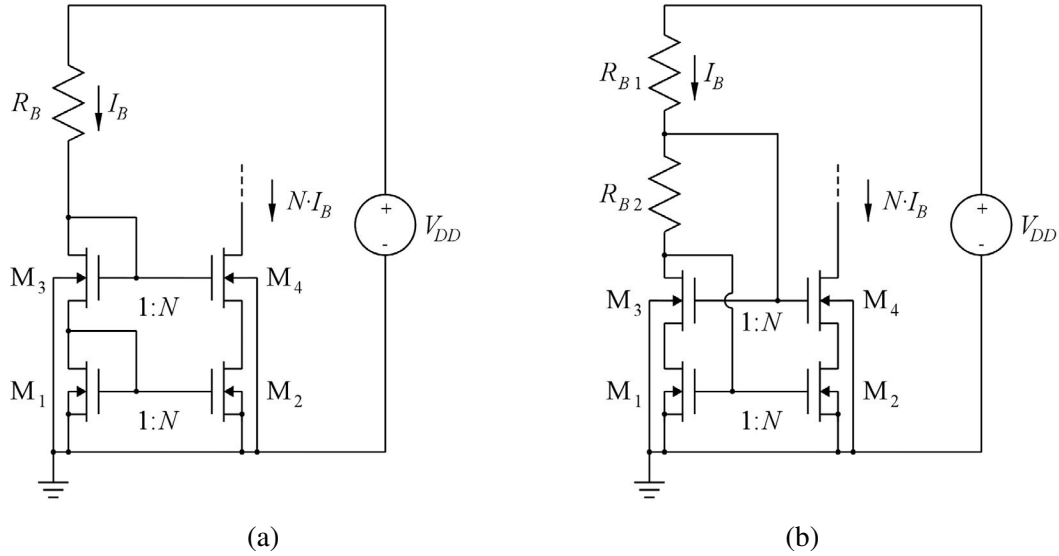 R_B
I_B
N·I_B
V_DD
+
-
M_3
M_4
1:N
M_1
M_2
1:N
(a)
R_B1
I_B
R_B2
N·I_B
V_DD
+
-
M_3
M_4
1:N
M_1
M_2
1:N
(b)